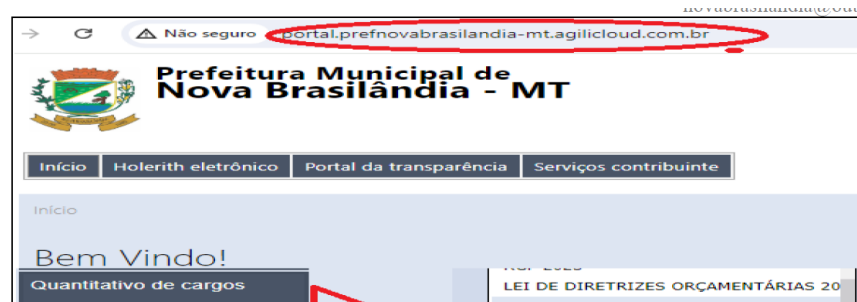 Não seguro portal.prefnovabrasilandia-mt.agilicloud.com.br
Prefeitura Municipal de
Nova Brasilândia - MT
Início Holerith eletrônico Portal da transparência Serviços contribuinte
Início
Bem Vindo!
Quantitativo de cargos
LEI DE DIRETRIZES ORÇAMENTÁRIAS 20